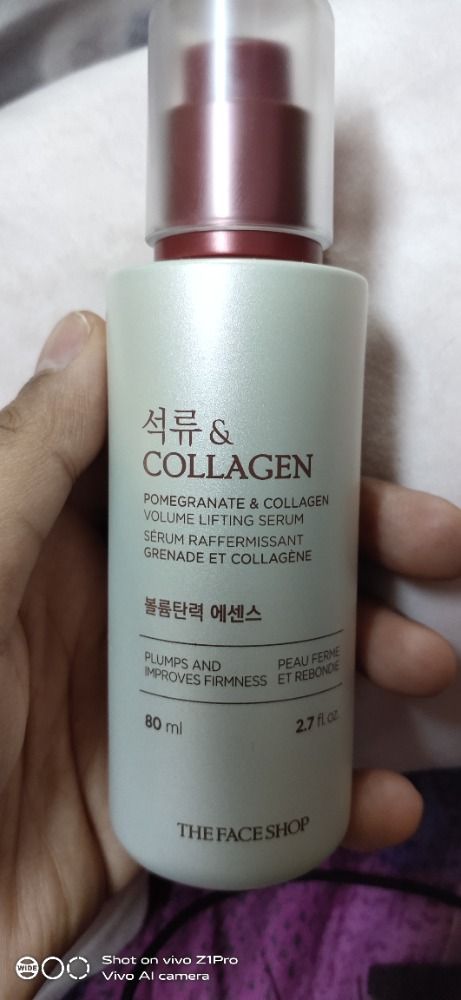 석류 &
COLLAGEN
POMEGRANATE & COLLAGEN
VOLUME LIFTING SERUM
SÉRUM RAFFERMISSANT
GRENADE ET COLLAGÈNE
볼륨탄력 에센스
PLUMPS AND
IMPROVES FIRMNESS
PEAU FERME
ET REBONDIE
80 ml
2.7 fl. oz.
THE FACE SHOP
WIDE
Shot on vivo Z1Pro
Vivo AI camera